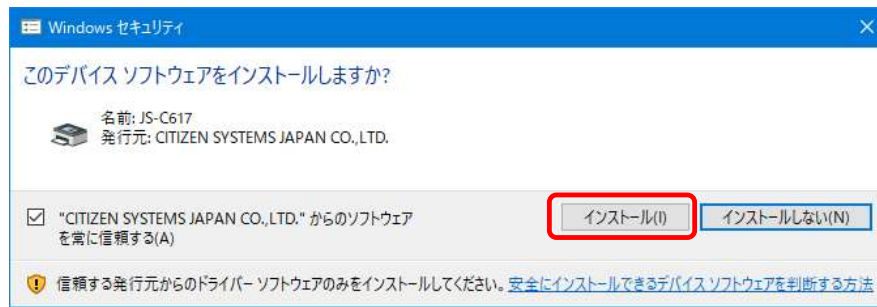 Windows セキュリティ
このデバイス ソフトウェアをインストールしますか?
名前: JS-C617
発行元: CITIZEN SYSTEMS JAPAN CO.,LTD.
"CITIZEN SYSTEMS JAPAN CO.,LTD." からのソフトウェア
を常に信頼する(A)
インストール(I)
インストールしない(N)
信頼する発行元からのドライバー ソフトウェアのみをインストールしてください。安全にインストールできるデバイス ソフトウェアを判断する方法